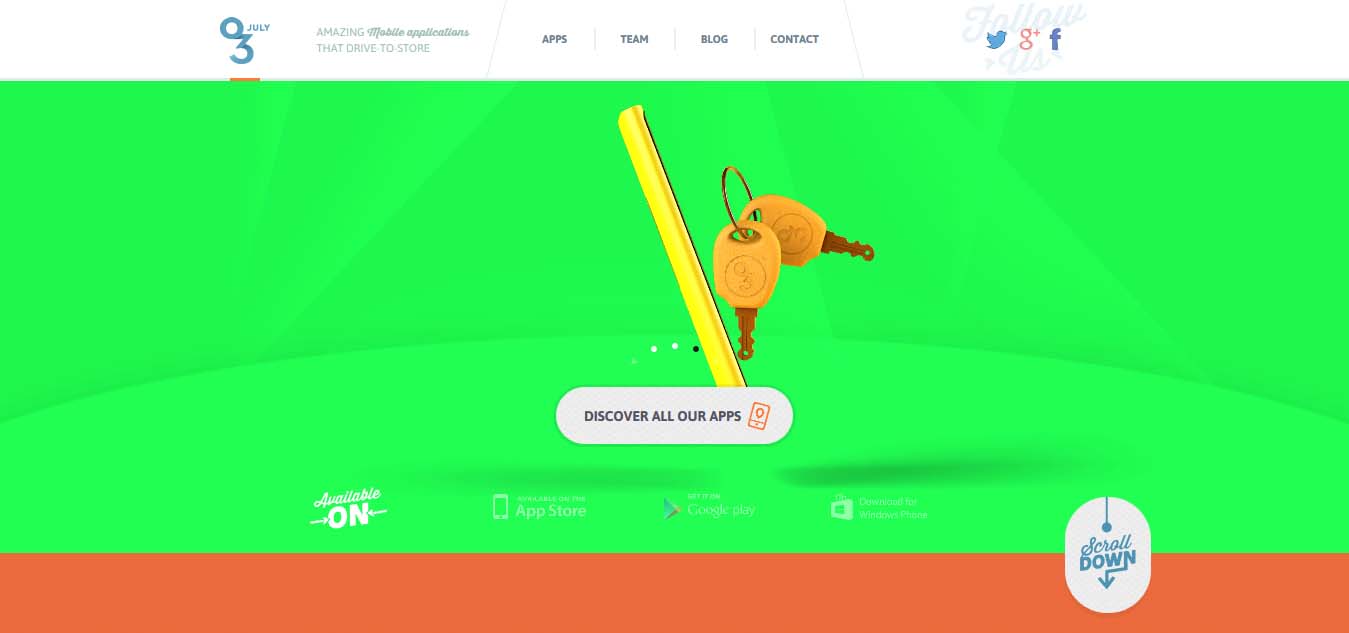 93 JULY
AMAZING Mobile applications
THAT DRIVE-TO-STORE
APPS
TEAM
BLOG
CONTACT
Follow
Us
g+
f
DISCOVER ALL OUR APPS
Available
ON
AVAILABLE ON THE
App Store
GET IT ON
Google play
Download for
Windows Phone
Scroll
DOWN